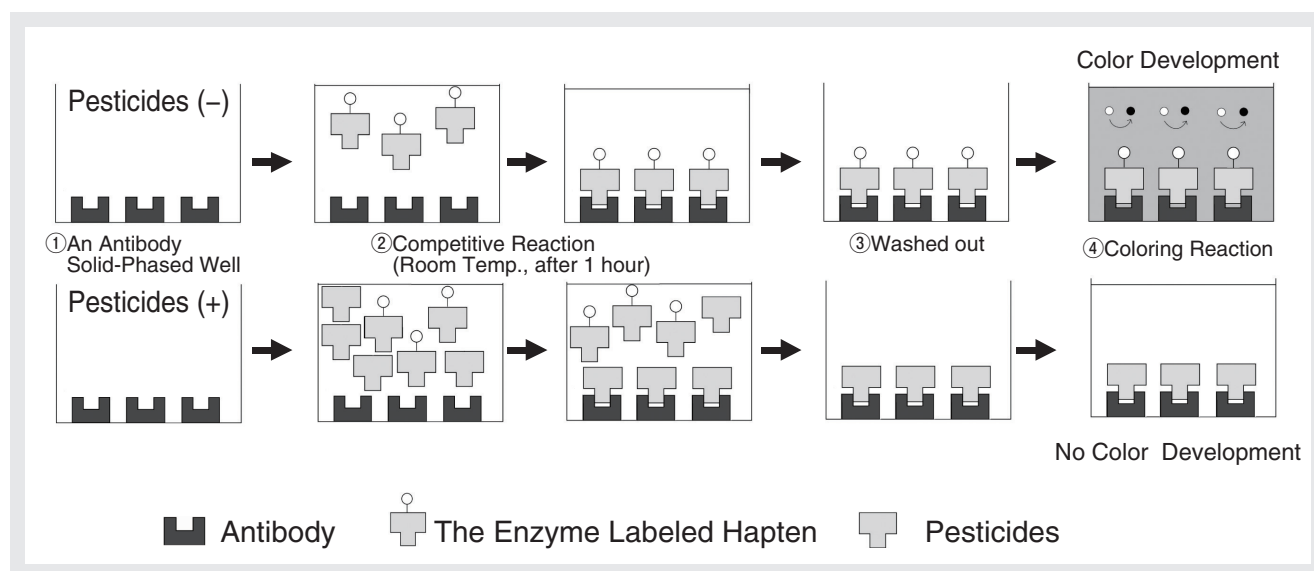 Color Development
Pesticides (–)
①An Antibody
Solid-Phased Well
②Competitive Reaction
(Room Temp., after 1 hour)
③Washed out
④Coloring Reaction
Pesticides (+)
No Color Development
Antibody
The Enzyme Labeled Hapten
Pesticides